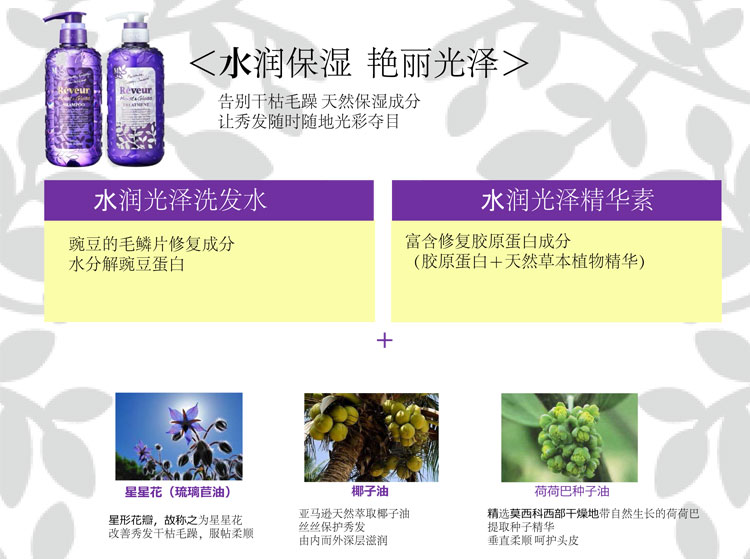 ＜水润保湿 艳丽光泽＞
告别干枯毛躁 天然保湿成分
让秀发随时随地光彩夺目
Rêveur
SHAMPOO
Rêveur
TREATMENT
水润光泽洗发水
水润光泽精华素
豌豆的毛鳞片修复成分
水分解豌豆蛋白
富含修复胶原蛋白成分
（胶原蛋白＋天然草本植物精华）
＋
星星花（琉璃苣油）
椰子油
荷荷巴种子油
星形花瓣，故称之为星星花
改善秀发干枯毛躁，服帖柔顺
亚马逊天然萃取椰子油
丝丝保护秀发
由内而外深层滋润
精选莫西科西部干燥地带自然生长的荷荷巴
提取种子精华
垂直柔顺 呵护头皮